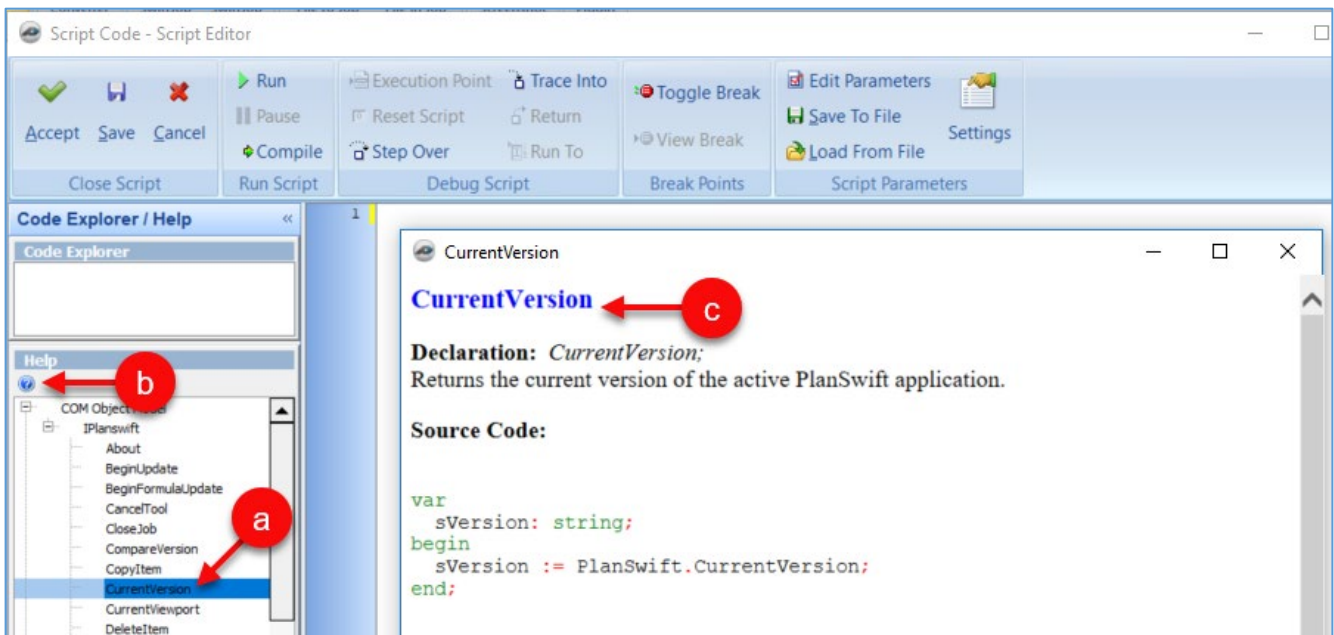 Script Code - Script Editor
Accept Save Cancel
Close Script
Run
Pause
Compile
Run Script
Execution Point Trace Into
Reset Script Return
Step Over Run To
Debug Script
Toggle Break
View Break
Break Points
Edit Parameters
Save To File
Load From File
Settings
Script Parameters
Code Explorer / Help «
Code Explorer
Help
b
COM Object
IPlanswift
About
BeginUpdate
BeginFormulaUpdate
CancelTool
CloseJob
CompareVersion
CopyItem
CurrentVersion
CurrentViewport
DeleteItem
a
1
CurrentVersion
CurrentVersion
c
Declaration: CurrentVersion;
Returns the current version of the active PlanSwift application.
Source Code:
var
sVersion: string;
begin
sVersion := PlanSwift.CurrentVersion;
end;